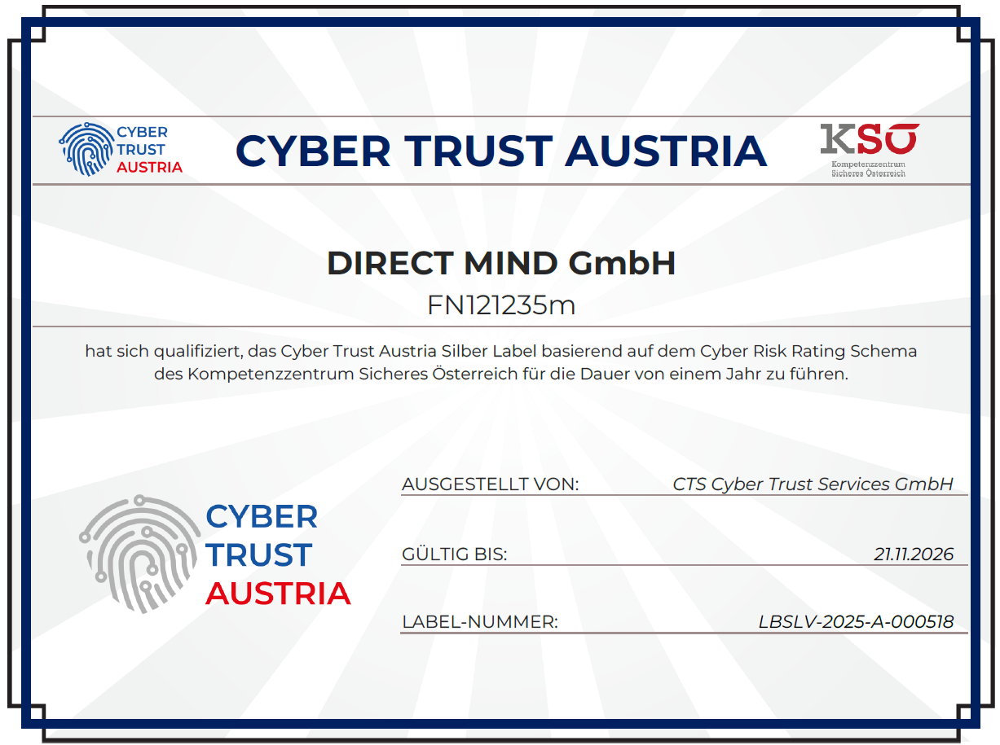 CYBER
TRUST
AUSTRIA
CYBER TRUST AUSTRIA
KSÖ
Kompetenzzentrum
Sicheres Österreich
DIRECT MIND GmbH
FN121235m
hat sich qualifiziert, das Cyber Trust Austria Silber Label basierend auf dem Cyber Risk Rating Schema
des Kompetenzzentrum Sicheres Österreich für die Dauer von einem Jahr zu führen.
CYBER
TRUST
AUSTRIA
AUSGESTELLT VON: CTS Cyber Trust Services GmbH
GÜLTIG BIS: 21.11.2026
LABEL-NUMMER: LBSLV-2025-A-000518